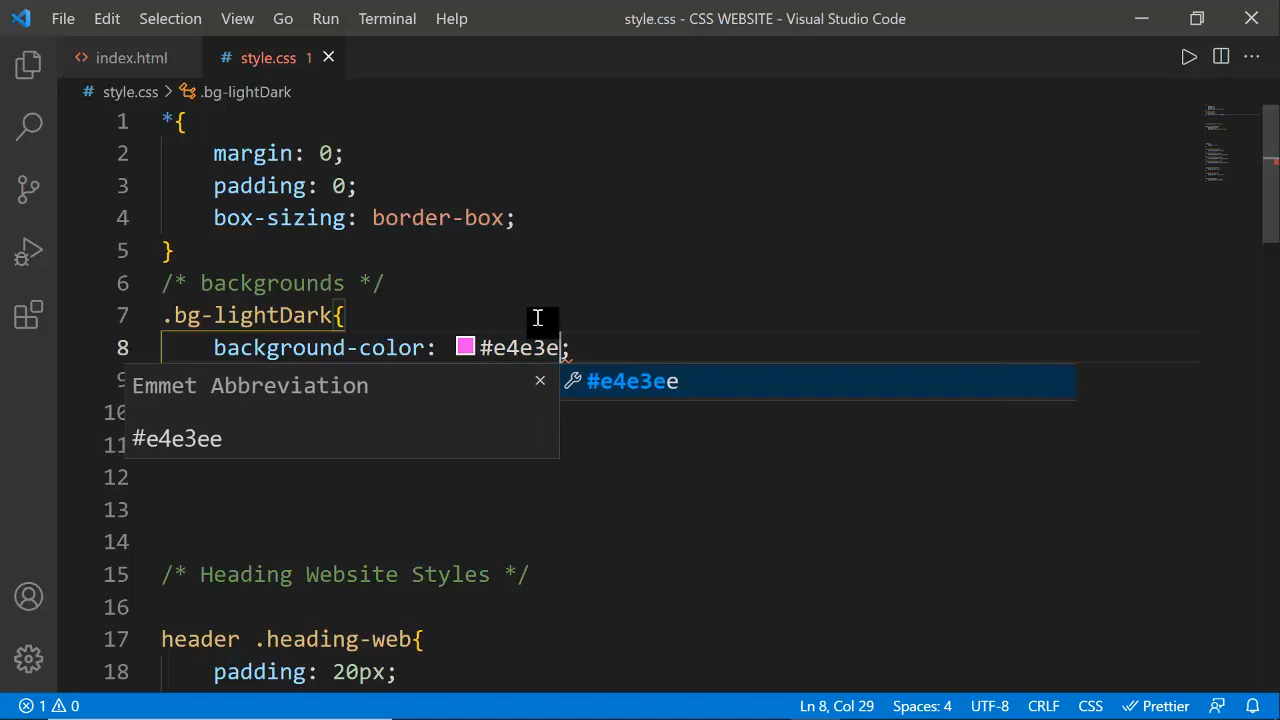 File Edit Selection View Go Run Terminal Help style.css - CSS WEBSITE - Visual Studio Code
index.html # style.css 1
# style.css > .bg-lightDark
1 *{
2 margin: 0;
3 padding: 0;
4 box-sizing: border-box;
5 }
6 /* backgrounds */
7 .bg-lightDark{
8 background-color: #e4e3e;
Emmet Abbreviation
#e4e3ee
#e4e3ee
12
13
14
15 /* Heading Website Styles */
16
17 header .heading-web{
18 padding: 20px;
1 0 Ln 8, Col 29 Spaces: 4 UTF-8 CRLF CSS Prettier